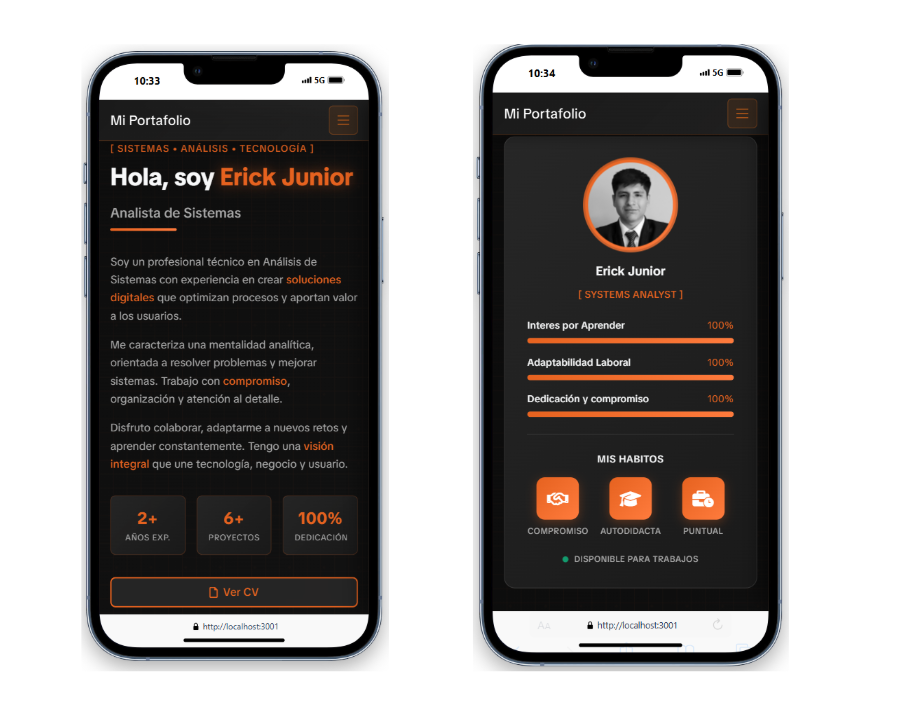 10:33
5G
Mi Portafolio
[ SISTEMAS • ANÁLISIS • TECNOLOGÍA ]
Hola, soy Erick Junior
Analista de Sistemas
Soy un profesional técnico en Análisis de
Sistemas con experiencia en crear soluciones
digitales que optimizan procesos y aportan valor
a los usuarios.
Me caracteriza una mentalidad analítica,
orientada a resolver problemas y mejorar
sistemas. Trabajo con compromiso,
organización y atención al detalle.
Disfruto colaborar, adaptarme a nuevos retos y
aprender constantemente. Tengo una visión
integral que une tecnología, negocio y usuario.
2+ 6+ 100%
AÑOS EXP. PROYECTOS DEDICACIÓN
Ver CV
http://localhost:3001
10:34
5G
Mi Portafolio
Erick Junior
[ SYSTEMS ANALYST ]
Interes por Aprender 100%
Adaptabilidad Laboral 100%
Dedicación y compromiso 100%
MIS HABITOS
COMPROMISO AUTODIDACTA PUNTUAL
DISPONIBLE PARA TRABAJOS
AA http://localhost:3001